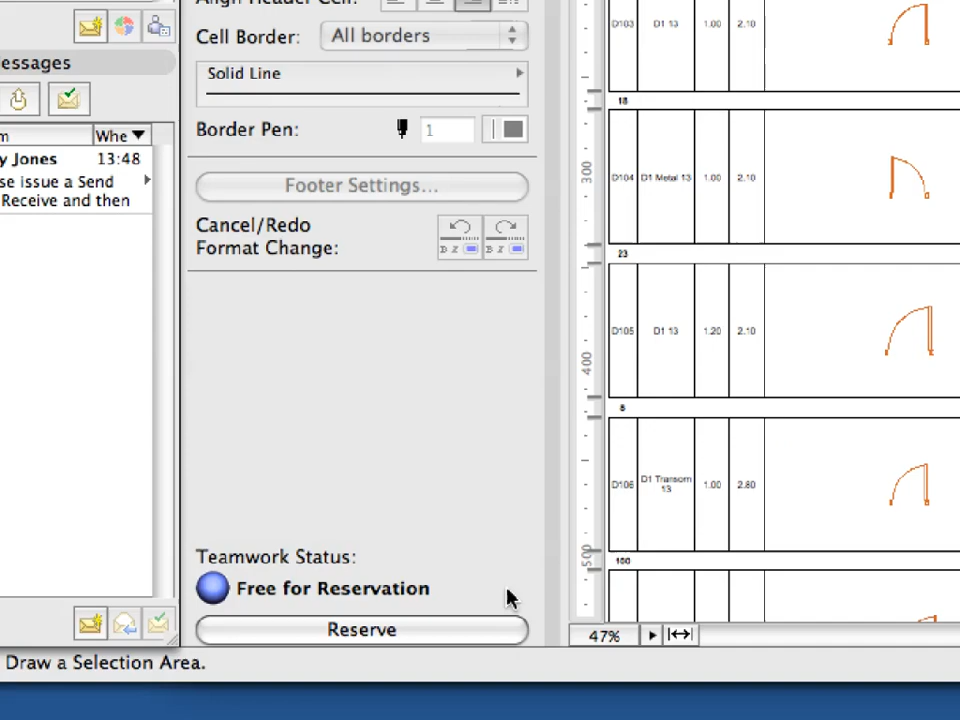 Align Header Cell:
Cell Border: All borders
essages
Solid Line
m Whe
y Jones 13:48
Border Pen: 1
se issue a Send
Receive and then
Footer Settings...
Cancel/Redo
Format Change:
Teamwork Status:
Free for Reservation
Reserve
Draw a Selection Area.
300
400
500
D103 D1 13 1.00 2.10
18
D104 D1 Metal 13 1.00 2.10
23
D105 D1 13 1.20 2.10
8
D106 D1 Transom 13 1.00 2.80
100
47%